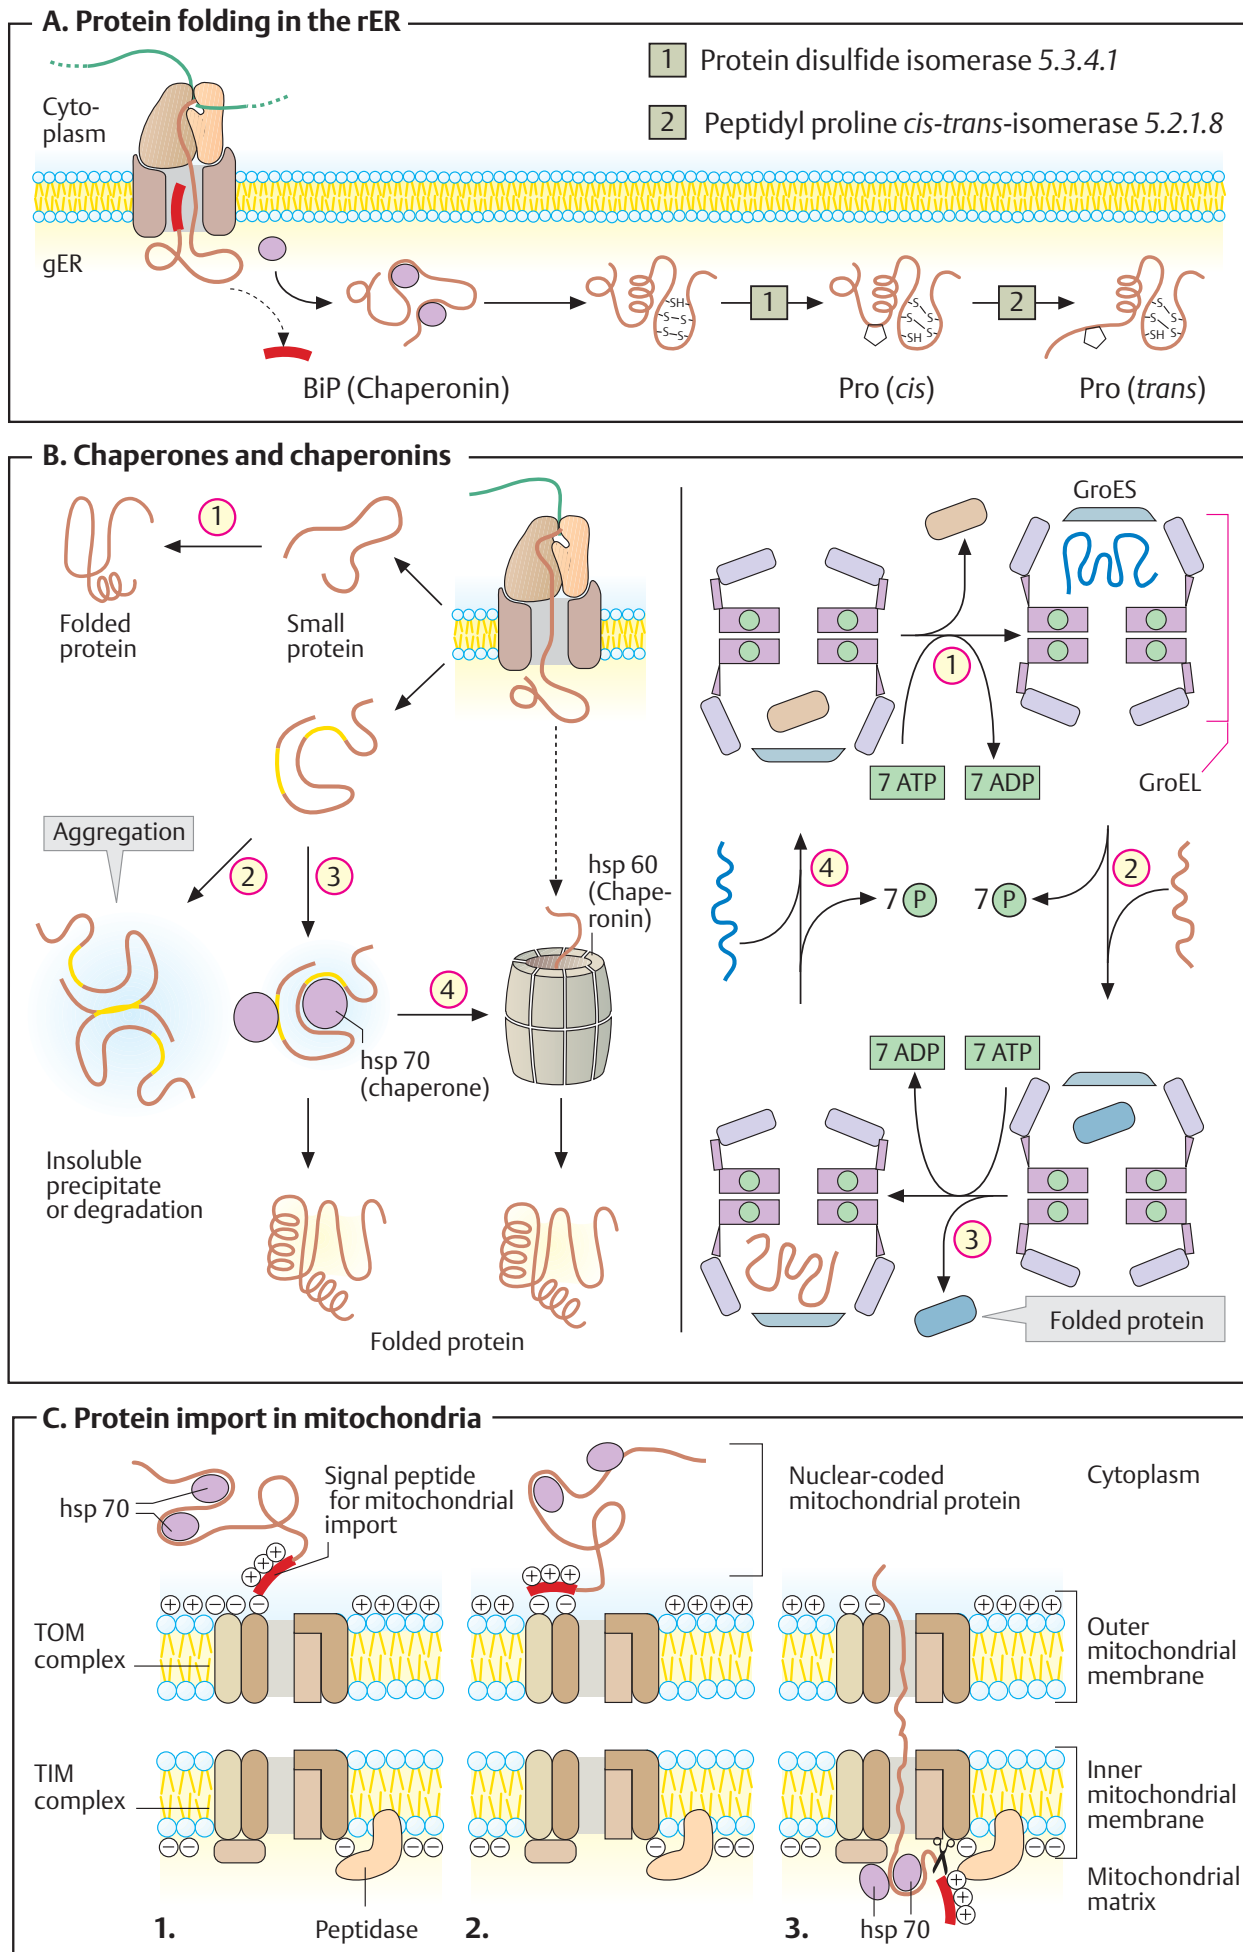 A. Protein folding in the rER
1 Protein disulfide isomerase 5.3.4.1
2 Peptidyl proline cis-trans-isomerase 5.2.1.8
Cyto-
plasm
gER
SH
S
S
S
S
1
S
S
S
SH
S
2
S
S
S
SH
S
BiP (Chaperonin)
Pro (cis)
Pro (trans)
B. Chaperones and chaperonins
1
Folded
protein
Small
protein
Aggregation
2
3
hsp 60
(Chape-
ronin)
4
hsp 70
(chaperone)
Insoluble
precipitate
or degradation
Folded protein
GroES
1
7 ATP
7 ADP
GroEL
4
7 P
7 P
2
7 ADP
7 ATP
3
Folded protein
C. Protein import in mitochondria
hsp 70
Signal peptide
for mitochondrial
import
Nuclear-coded
mitochondrial protein
Cytoplasm
+ + +
+ + +
+ + − − − + + + +
+ + − − + + + +
+ + − − + + + +
TOM
complex
Outer
mitochondrial
membrane
TIM
complex
Inner
mitochondrial
membrane
− − − − −
− − − − −
− − − − −
+
+
+
Mitochondrial
matrix
1.
Peptidase
2.
3.
hsp 70